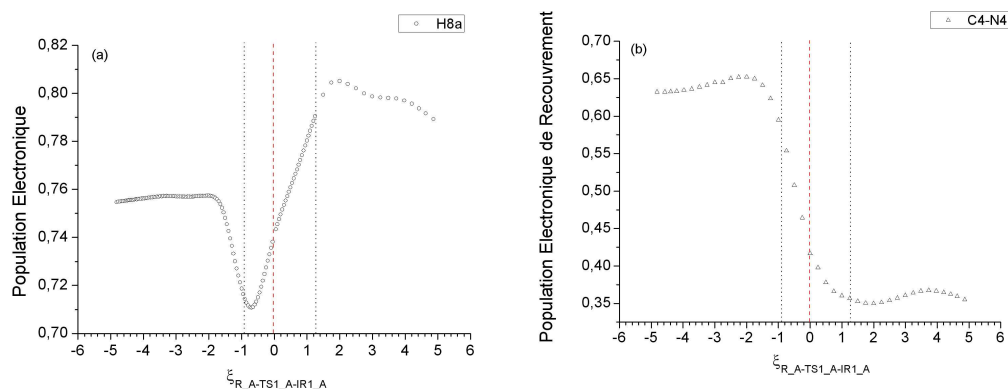 H8a
(a)
Population Electronique
0,82
0,80
0,78
0,76
0,74
0,72
0,70
-6 -5 -4 -3 -2 -1 0 1 2 3 4 5 6
ξR_A-TS1_A-IR1_A
C4-N4
(b)
Population Electronique de Recouvrement
0,70
0,65
0,60
0,55
0,50
0,45
0,40
0,35
-6 -5 -4 -3 -2 -1 0 1 2 3 4 5 6
ξR_A-TS1_A-IR1_A